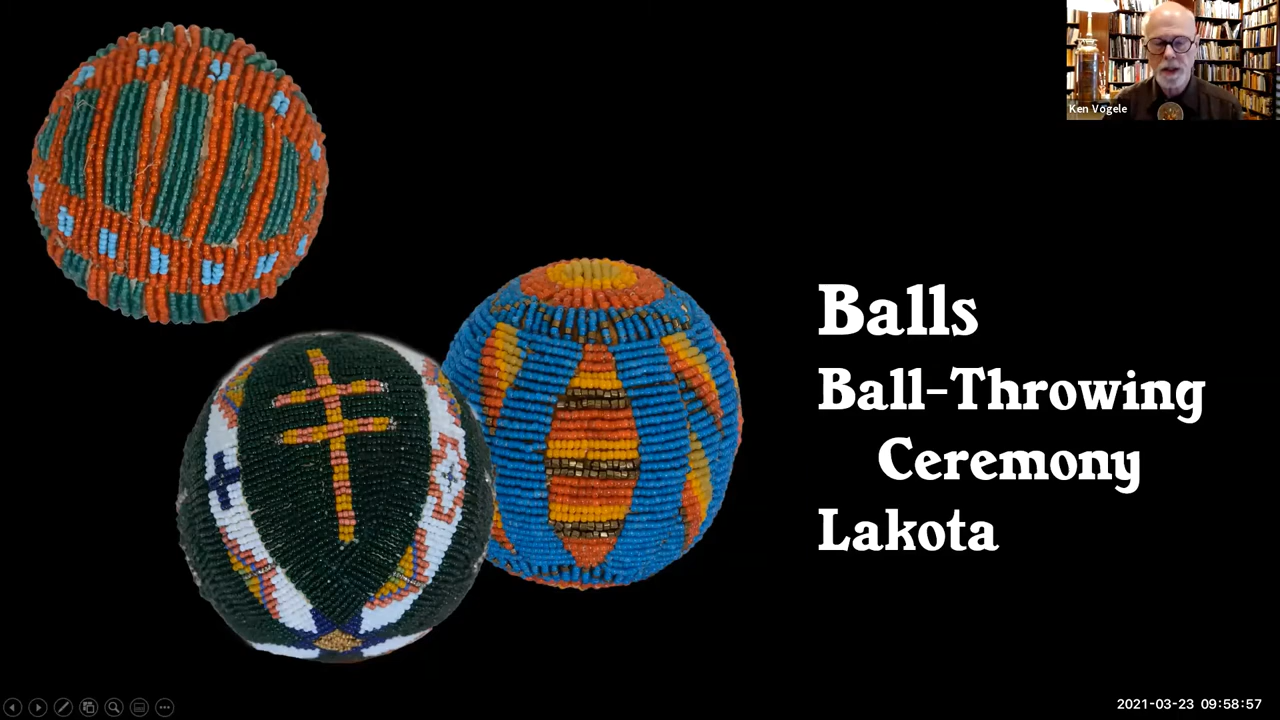 Ken Vogele
Balls
Ball-Throwing
Ceremony
Lakota
2021-03-23 09:58:57